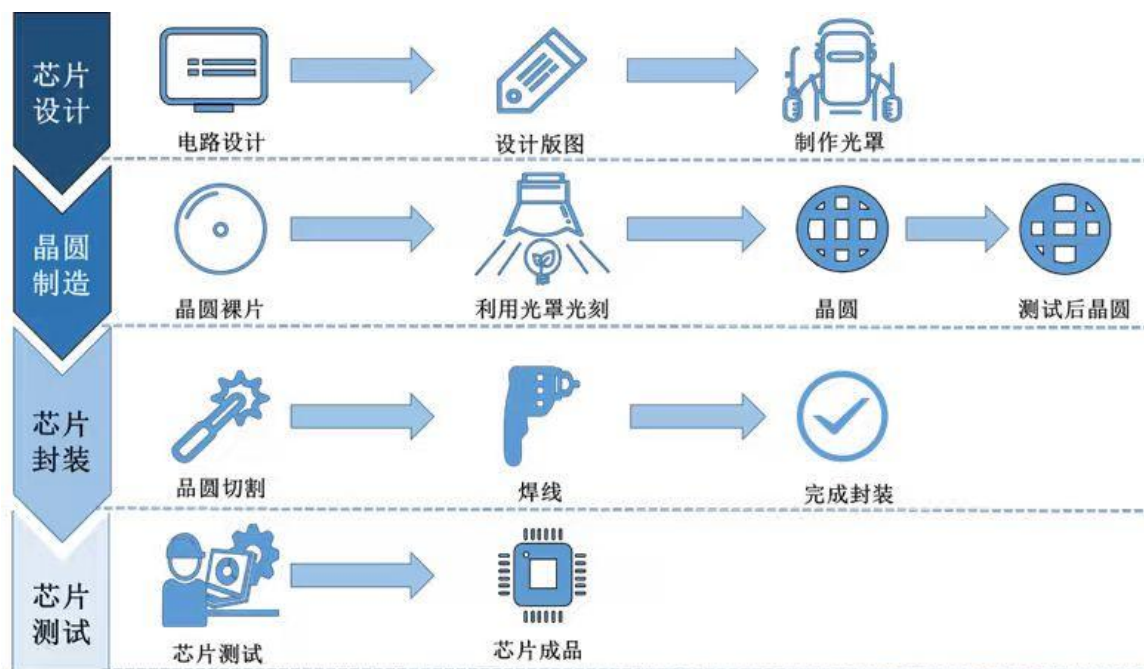 芯片
设计
电路设计
设计版图
制作光罩
晶圆
制造
晶圆裸片
利用光罩光刻
晶圆
测试后晶圆
芯片
封装
品圆切割
焊线
完成封装
芯片
测试
芯片测试
芯片成品